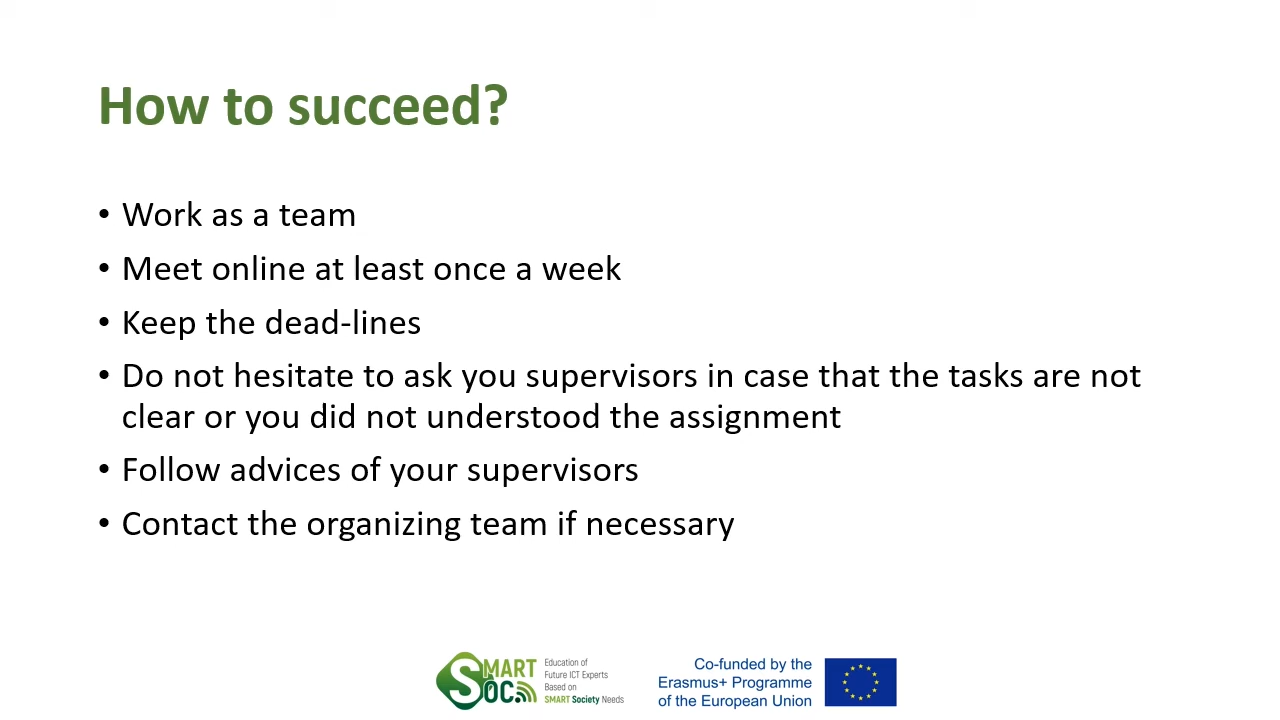 How to succeed?
• Work as a team
• Meet online at least once a week
• Keep the dead-lines
• Do not hesitate to ask you supervisors in case that the tasks are not
clear or you did not understood the assignment
• Follow advices of your supervisors
• Contact the organizing team if necessary
SMART
SOC
Education of
Future ICT Experts
Based on
SMART Society Needs
Co-funded by the
Erasmus+ Programme
of the European Union